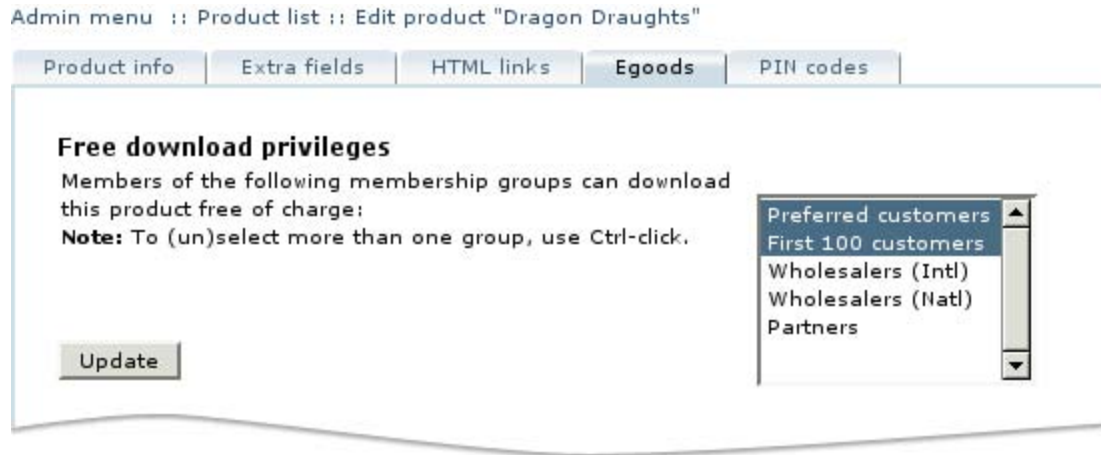 Admin menu :: Product list :: Edit product "Dragon Draughts"
Product info Extra fields HTML links Egoods PIN codes
Free download privileges
Members of the following membership groups can download
this product free of charge:
Note: To (un)select more than one group, use Ctrl-click.
Preferred customers
First 100 customers
Wholesalers (Intl)
Wholesalers (Natl)
Partners
Update